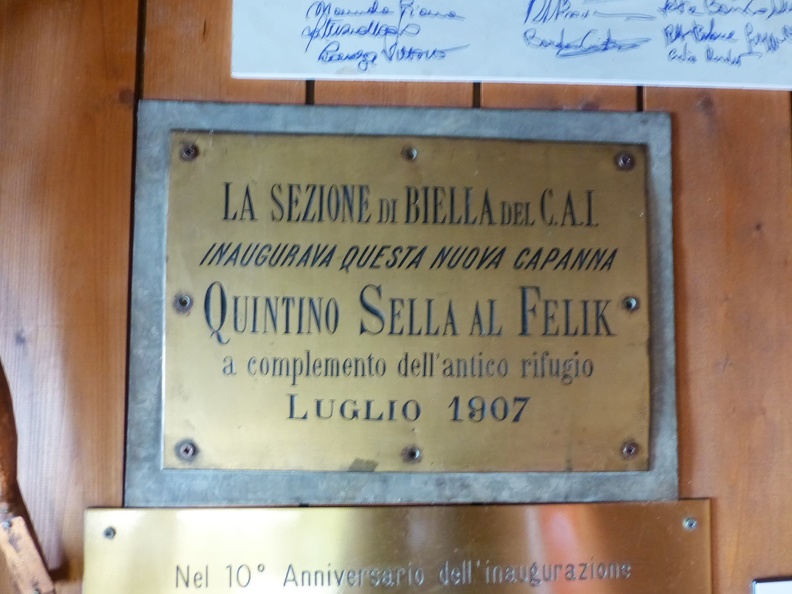 LA SEZIONE DI BIELLA DEL C.A.I.
INAUGURAVA QUESTA NUOVA CAPANNA
QUINTINO SELLA AL FELIK
a complemento dell'antico rifugio
LUGLIO 1907
Nel 10° Anniversario dell'inaugurazione